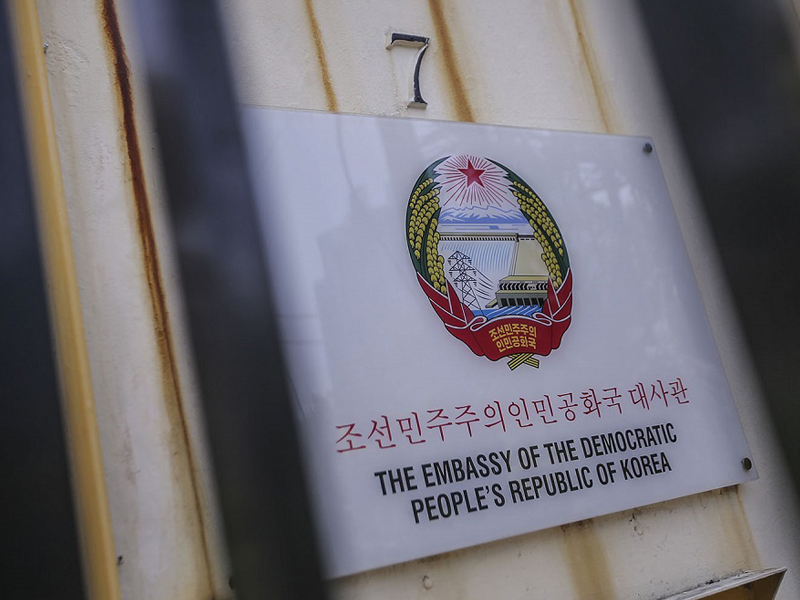 7
조선민주주의
인민공화국
조선민주주의인민공화국 대사관
THE EMBASSY OF THE DEMOCRATIC
PEOPLE'S REPUBLIC OF KOREA